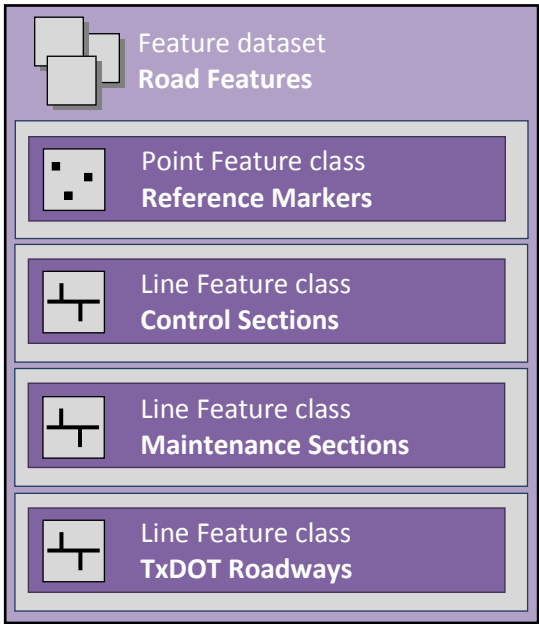 Feature dataset
Road Features
Point Feature class
Reference Markers
Line Feature class
Control Sections
Line Feature class
Maintenance Sections
Line Feature class
TxDOT Roadways